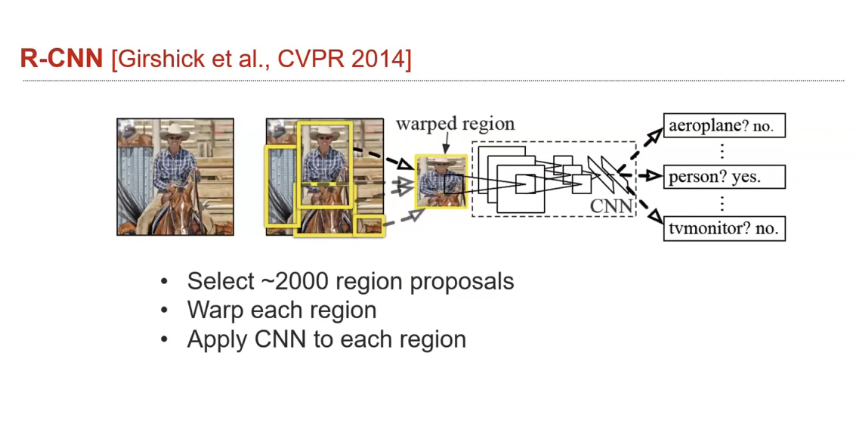 R-CNN [Girshick et al., CVPR 2014]
warped region
aeroplane? no.
⋮
person? yes.
⋮
tvmonitor? no.
CNN
• Select ~2000 region proposals
• Warp each region
• Apply CNN to each region